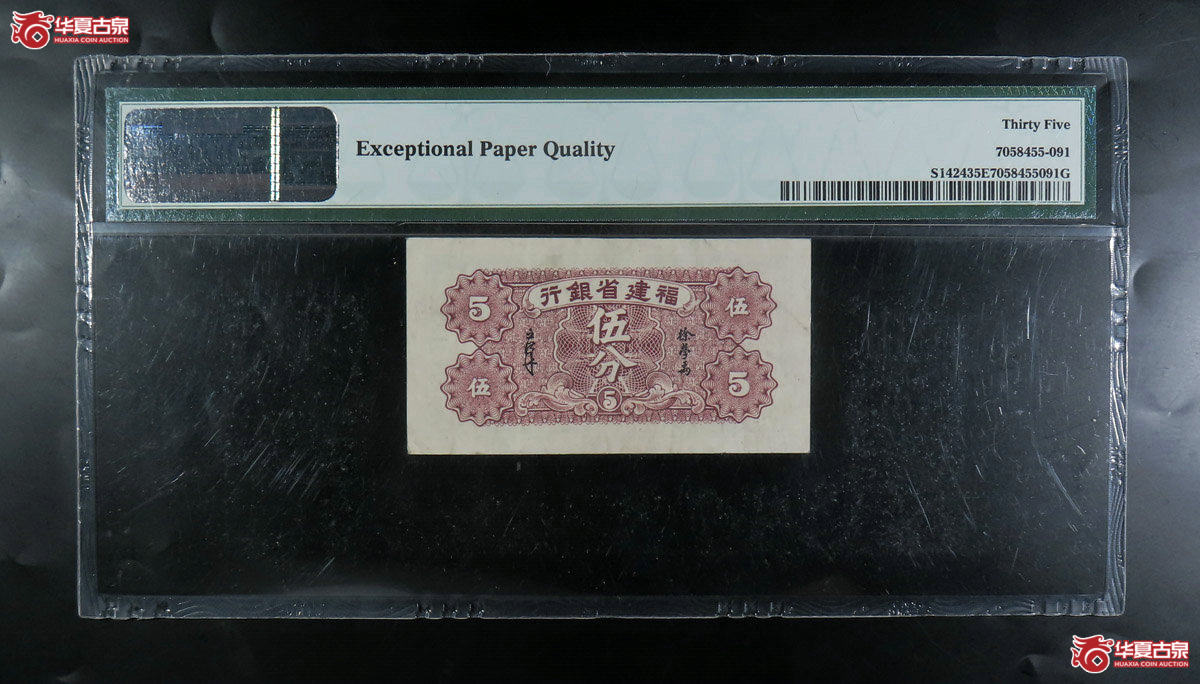 华夏古泉
HUAXIA COIN AUCTION
Thirty Five
Exceptional Paper Quality
7058455-091
S142435E7058455091G
行銀省建福
5
伍
伍分
伍
5
5
华夏古泉
HUAXIA COIN AUCTION